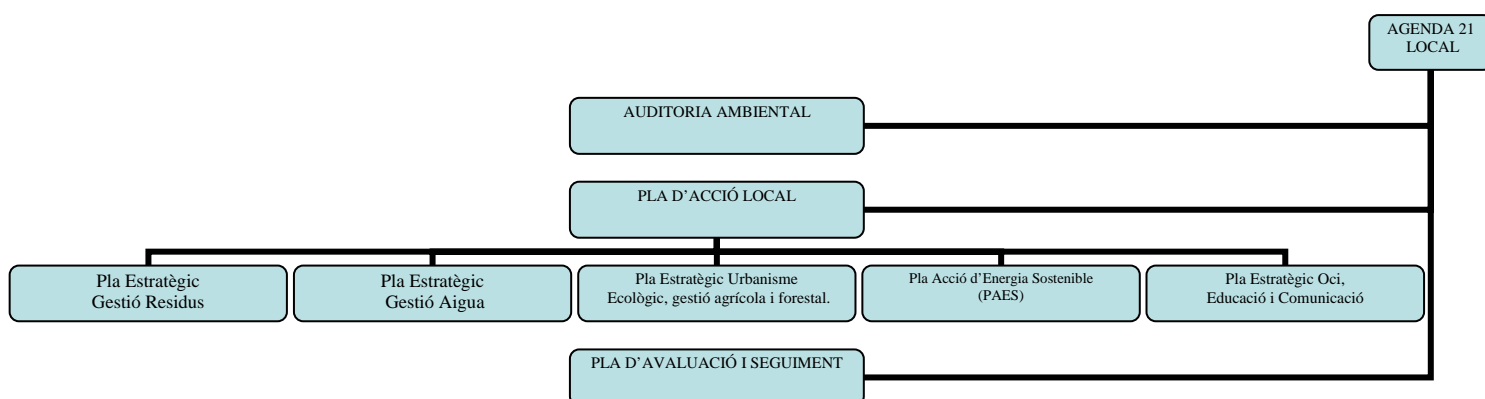 AGENDA 21
LOCAL
AUDITORIA AMBIENTAL
PLA D’ACCIÓ LOCAL
Pla Estratègic
Gestió Residus
Pla Estratègic
Gestió Aigua
Pla Estratègic Urbanisme
Ecològic, gestió agrícola i forestal.
Pla Acció d’Energia Sostenible
(PAES)
Pla Estratègic Oci,
Educació i Comunicació
PLA D’AVALUACIÓ I SEGUIMENT